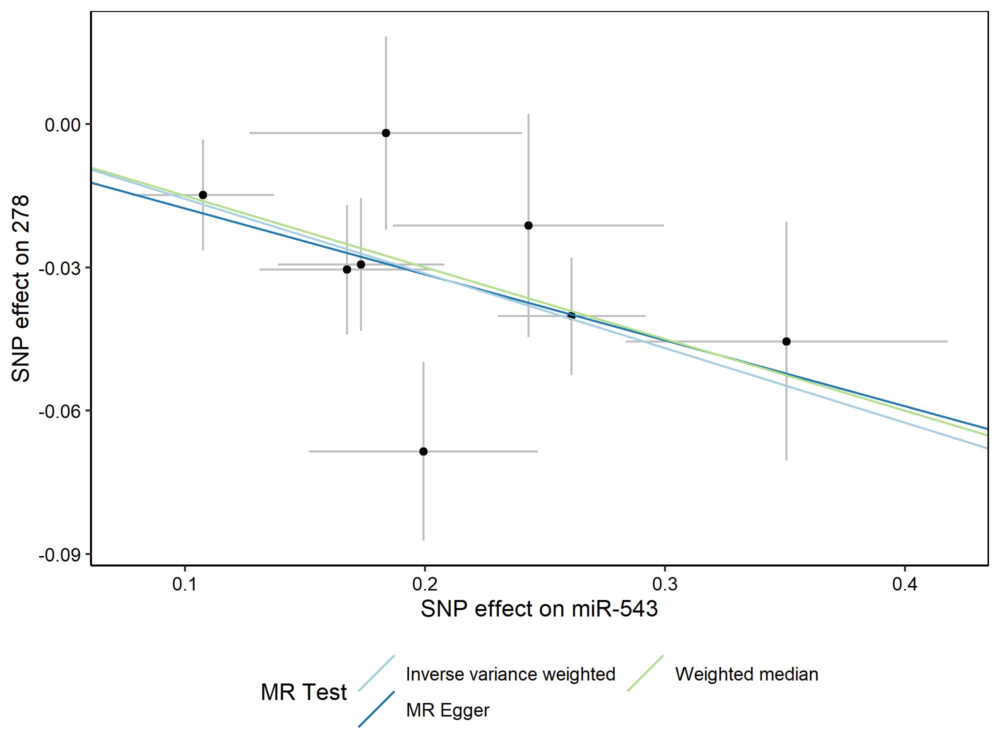 0.00
-0.03
-0.06
-0.09
SNP effect on 278
0.1 0.2 0.3 0.4
SNP effect on miR-543
MR Test
Inverse variance weighted
Weighted median
MR Egger